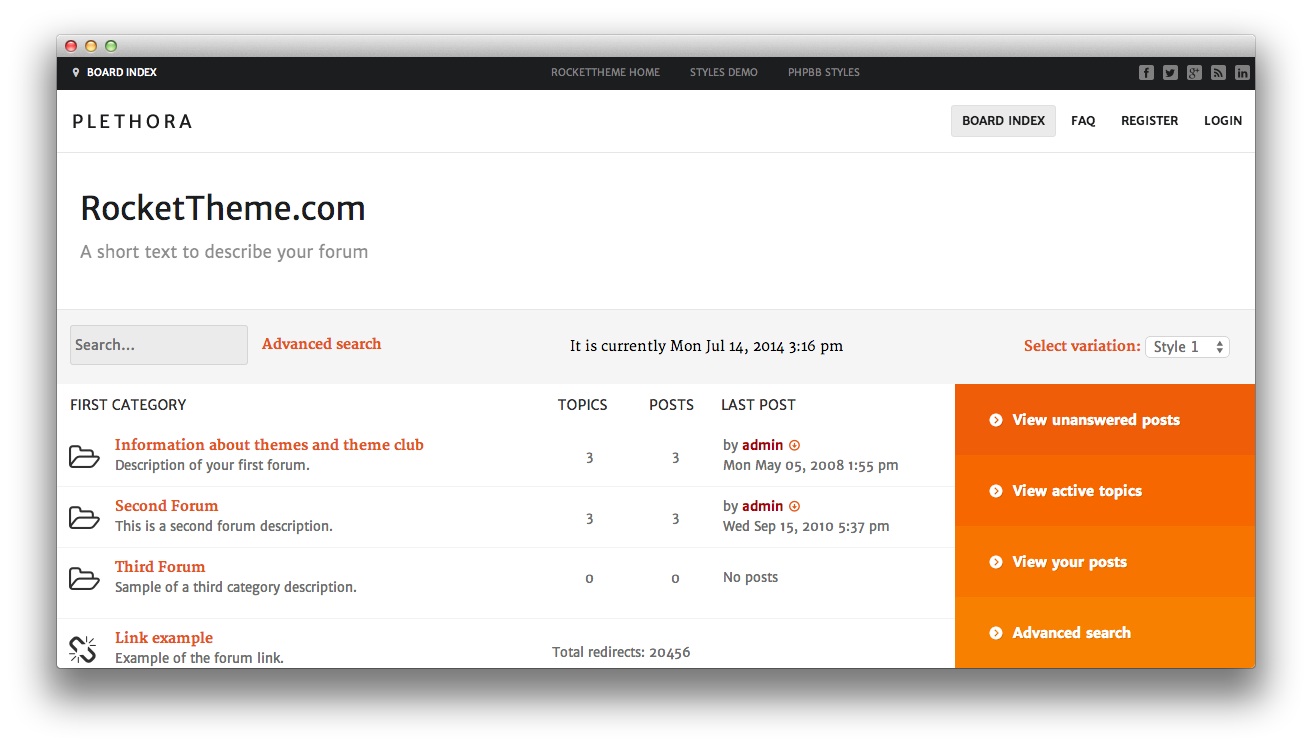 BOARD INDEX ROCKETTHEME HOME STYLES DEMO PHPBB STYLES
PLETHORA BOARD INDEX FAQ REGISTER LOGIN
RocketTheme.com
A short text to describe your forum
Search... Advanced search It is currently Mon Jul 14, 2014 3:16 pm Select variation: Style 1
FIRST CATEGORY TOPICS POSTS LAST POST
Information about themes and theme club
Description of your first forum.
3 3
by admin
Mon May 05, 2008 1:55 pm
Second Forum
This is a second forum description.
3 3
by admin
Wed Sep 15, 2010 5:37 pm
Third Forum
Sample of a third category description.
0 0 No posts
Link example
Example of the forum link.
Total redirects: 20456
View unanswered posts
View active topics
View your posts
Advanced search